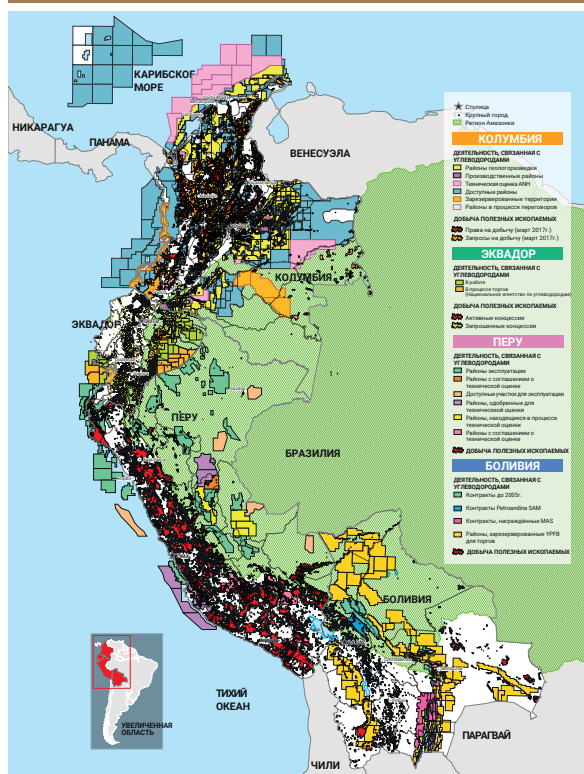 КАРИБСКОЕ
МОРЕ
НИКАРАГУА
ПАНАМА
ВЕНЕСУЭЛА
КОЛУМБИЯ
ЭКВАДОР
ПЕРУ
БРАЗИЛИЯ
БОЛИВИЯ
ТИХИЙ
ОКЕАН
ЧИЛИ
ПАРАГВАЙ
УВЕЛИЧЕННАЯ
ОБЛАСТЬ
Столица
Крупный город
Регион Амазонки
КОЛУМБИЯ
ДЕЯТЕЛЬНОСТЬ, СВЯЗАННАЯ С
УГЛЕВОДОРОДАМИ
Районы геологоразведки
Производственные районы
Техническая оценка ANH
Доступные районы
Зарезервированные территории
Районы в процессе переговоров
ДОБЫЧА ПОЛЕЗНЫХ ИСКОПАЕМЫХ
Права на добычу (март 2017г.)
Запросы на добычу (март 2017г.)
ЭКВАДОР
ДЕЯТЕЛЬНОСТЬ, СВЯЗАННАЯ С
УГЛЕВОДОРОДАМИ
В работе
В процессе торгов
(Национальное агентство по углеводородам)
ДОБЫЧА ПОЛЕЗНЫХ ИСКОПАЕМЫХ
Активные концессии
Запрошенные концессии
ПЕРУ
ДЕЯТЕЛЬНОСТЬ, СВЯЗАННАЯ С
УГЛЕВОДОРОДАМИ
Районы эксплуатации
Районы с соглашением о
технической оценке
Доступные участки для эксплуатации
Районы, одобренные для
технической оценки
Районы, находящиеся в процессе
технической оценки
Районы с соглашением о
технической оценке
ДОБЫЧА ПОЛЕЗНЫХ ИСКОПАЕМЫХ
БОЛИВИЯ
ДЕЯТЕЛЬНОСТЬ, СВЯЗАННАЯ С
УГЛЕВОДОРОДАМИ
Контракты до 2005г.
Контракты Petroandina SAM
Контракты, награждённые MAS
Районы, зарезервированные YPFB
для торгов
ДОБЫЧА ПОЛЕЗНЫХ ИСКОПАЕМЫХ